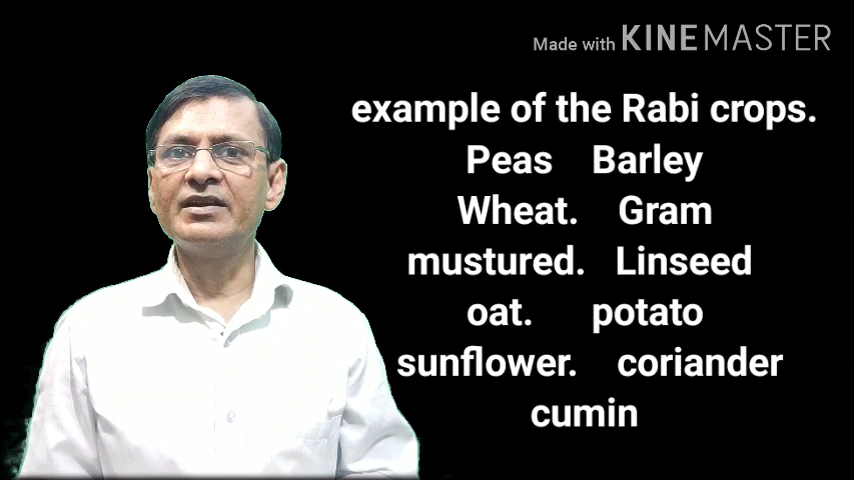 Made with KINEMASTER
example of the Rabi crops.
Peas Barley
Wheat. Gram
mustured. Linseed
oat. potato
sunflower. coriander
cumin